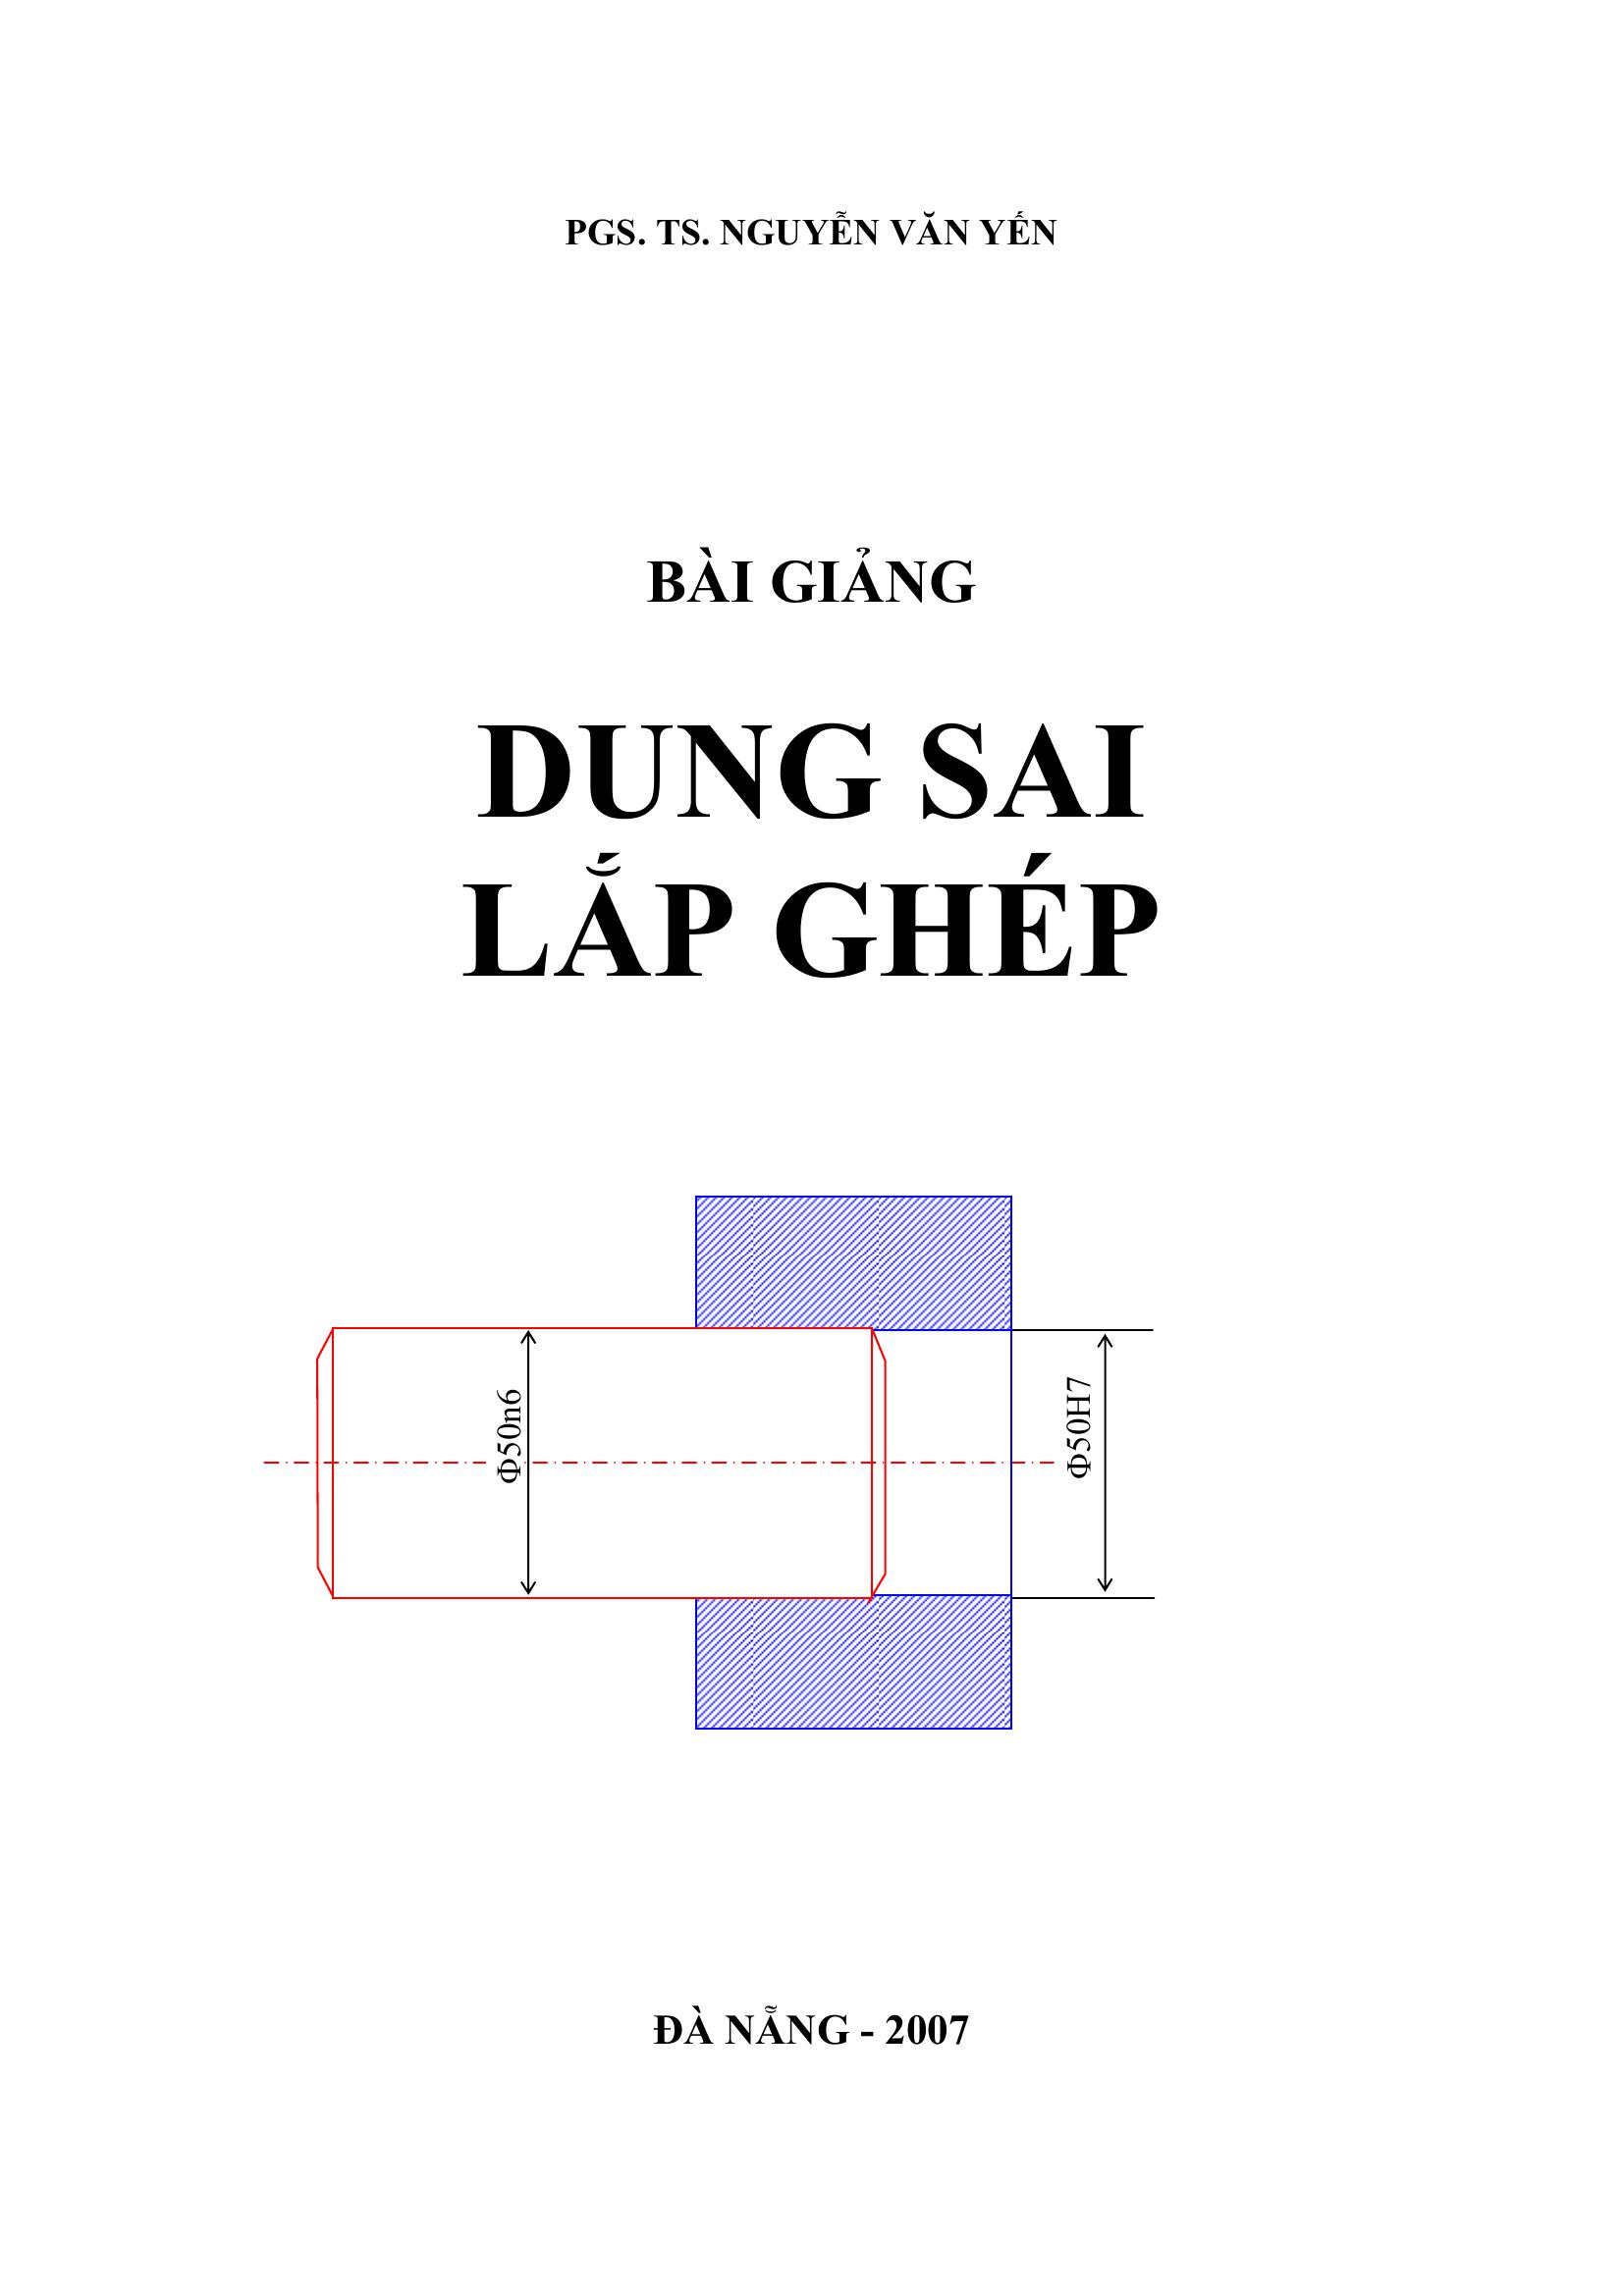 PGS. TS. NGUYỄN VĂN YẾN
BÀI GIẢNG
DUNG SAI
LẮP GHÉP
Φ50n6
Φ50H7
ĐÀ NẴNG - 2007